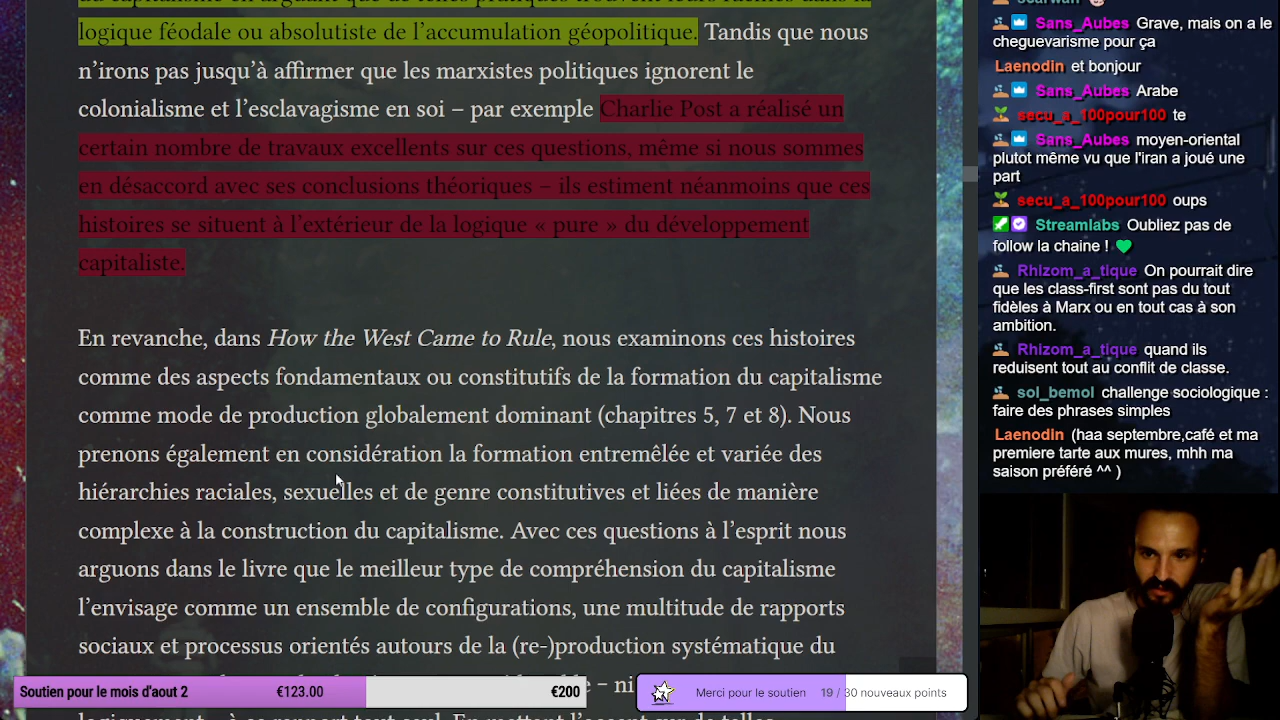 du capitalisme en arguant que de telles pratiques trouvent leurs racines dans la
logique féodale ou absolutiste de l’accumulation géopolitique. Tandis que nous
n’irons pas jusqu’à affirmer que les marxistes politiques ignorent le
colonialisme et l’esclavagisme en soi – par exemple Charlie Post a réalisé un
certain nombre de travaux excellents sur ces questions, même si nous sommes
en désaccord avec ses conclusions théoriques – ils estiment néanmoins que ces
histoires se situent à l’extérieur de la logique « pure » du développement
capitaliste.
En revanche, dans How the West Came to Rule, nous examinons ces histoires
comme des aspects fondamentaux ou constitutifs de la formation du capitalisme
comme mode de production globalement dominant (chapitres 5, 7 et 8). Nous
prenons également en considération la formation entremêlée et variée des
hiérarchies raciales, sexuelles et de genre constitutives et liées de manière
complexe à la construction du capitalisme. Avec ces questions à l’esprit nous
arguons dans le livre que le meilleur type de compréhension du capitalisme
l’envisage comme un ensemble de configurations, une multitude de rapports
sociaux et processus orientés autours de la (re-)production systématique du
– ni
Soutien pour le mois d'aout 2 €123.00 €200
Merci pour le soutien 19 / 30 nouveaux points
Sans_Aubes Grave, mais on a le
cheguevarisme pour ça
Laenodin et bonjour
Sans_Aubes Arabe
secu_a_100pour100 te
Sans_Aubes moyen-oriental
plutot même vu que l'iran a joué une
part
secu_a_100pour100 oups
Streamlabs Oubliez pas de
follow la chaine !
Rhizom_a_tique On pourrait dire
que les class-first sont pas du tout
fidèles à Marx ou en tout cas à son
ambition.
Rhizom_a_tique quand ils
reduisent tout au conflit de classe.
sol_bemol challenge sociologique :
faire des phrases simples
Laenodin (haa septembre,café et ma
premiere tarte aux mures, mhh ma
saison préféré ^^ )